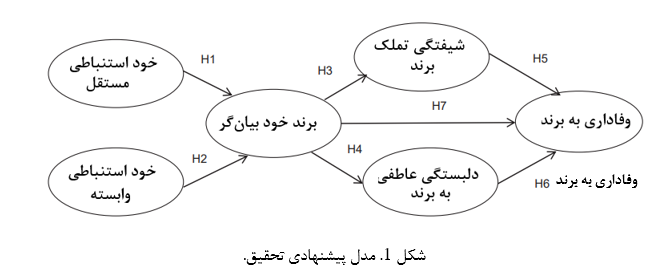 خود استنباطی
مستقل
H1
خود استنباطی
وابسته
H2
برند خود بیان‌گر
H3
شیفتگی تملک
برند
H4
دلبستگی عاطفی
به برند
H5
H7
H6
وفاداری به برند
وفاداری به برند
شکل 1. مدل پیشنهادی تحقیق.